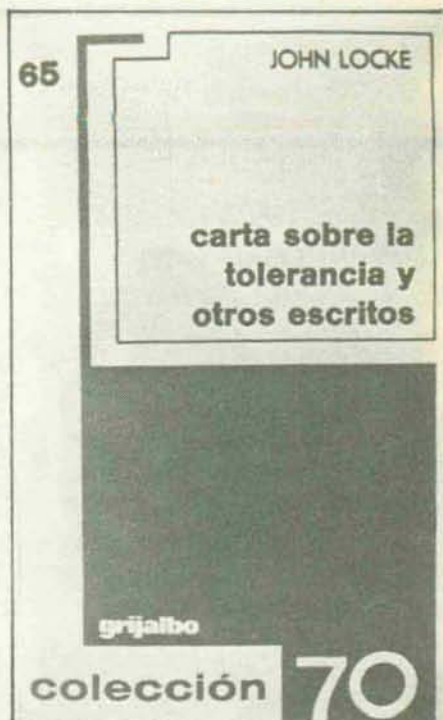 65
JOHN LOCKE
carta sobre la
tolerancia y
otros escritos
grijalbo
colección 70